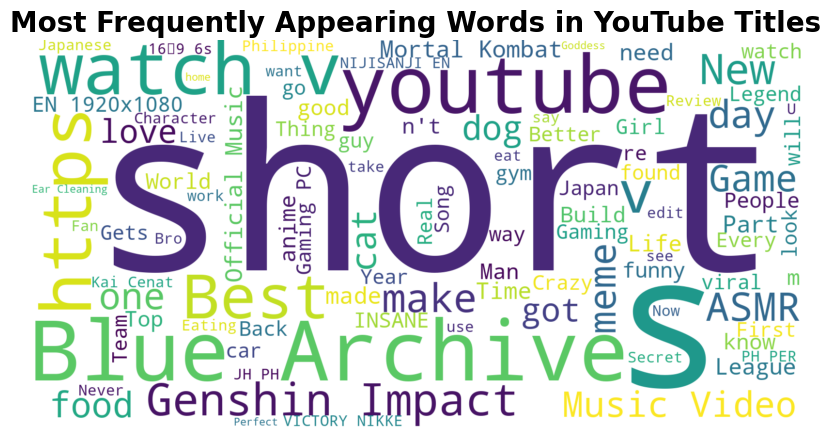 Most Frequently Appearing Words in YouTube Titles
Japanese
16▯9 6s
Philippine
Mortal Kombat
Goddess
need
watch
watch
v
youtube
NIJISANJI EN
want
go
home
New
Legend
EN 1920x1080
Character
Live
love
good
Thing
guy
n't
dog
say
Better
Girl
Review
day
u
will
https
Official Music
short
World
work
Ear Cleaning
Fan
Gets
Bro
anime
Gaming PC
take
cat
Real
Song
eat
gym
way
re
found
Japan
v
edit
Build
Gaming
Game
People
Part
Every
look
see
Life
funny
Kai Cenat
one
Best
Year
made
make
Man
Time
Crazy
got
meme
s
viral
m
ASMR
Team
Top
Eating
Back
INSANE
car
use
Now
First
know
Secret
PH PER
League
Blue Archive
JH PH
Never
food
Genshin Impact
Perfect
VICTORY NIKKE
Music Video